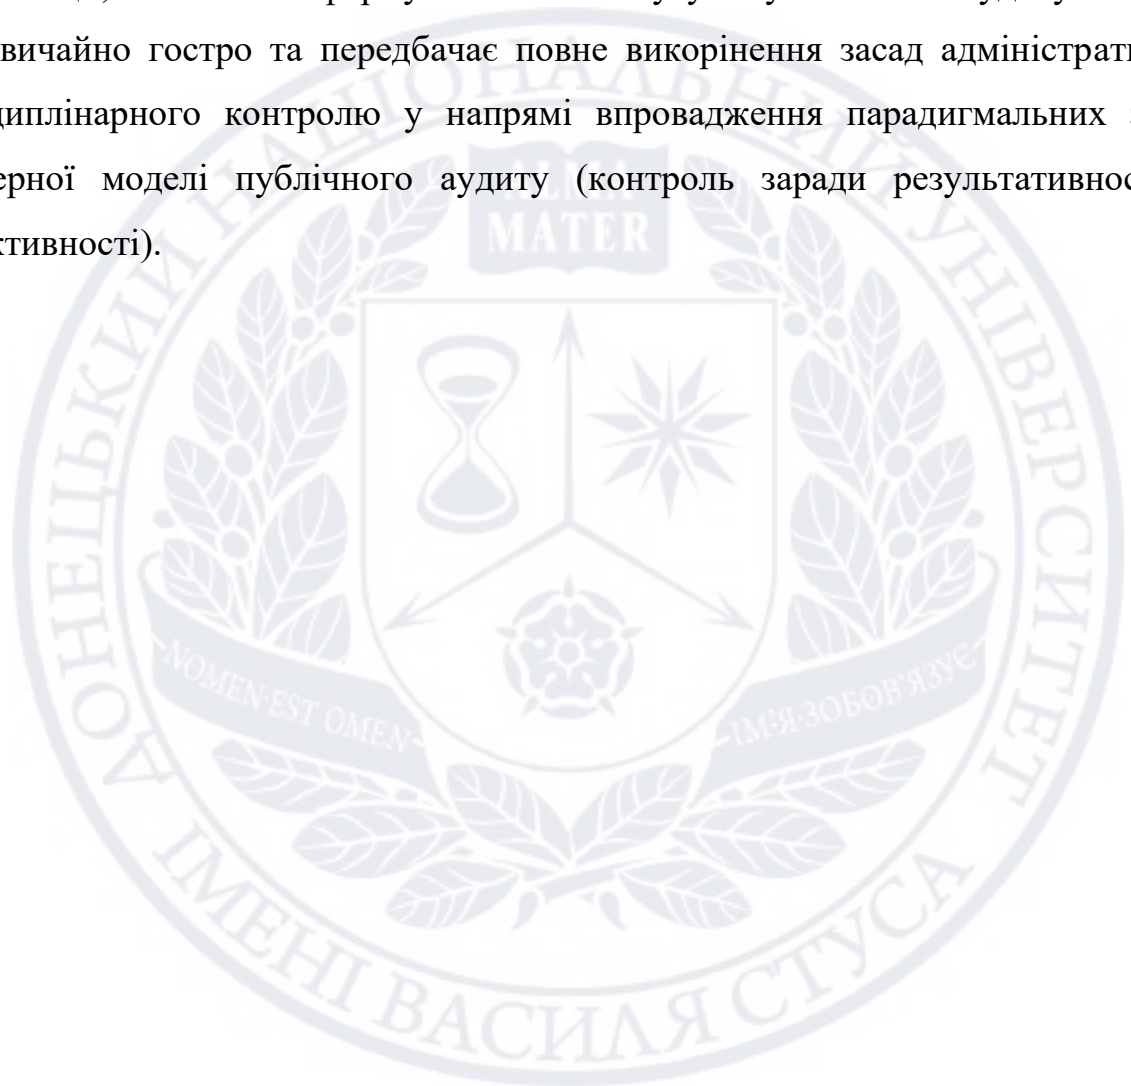 вичайно гостро та передбачає повне викорінення засад адміністрати
циплінарного контролю у напрямі впровадження парадигмальних
ерної моделі публічного аудиту (контроль заради результативнос
ктивності).
ДОНЕЦЬКИЙ НАЦІОНАЛЬНИЙ УНІВЕРСИТЕТ
ALMA
MATER
NOMEN EST OMEN
ІМ'Я ЗОБОВ'ЯЗУЄ
ІМЕНІ ВАСИЛЯ СТУСА